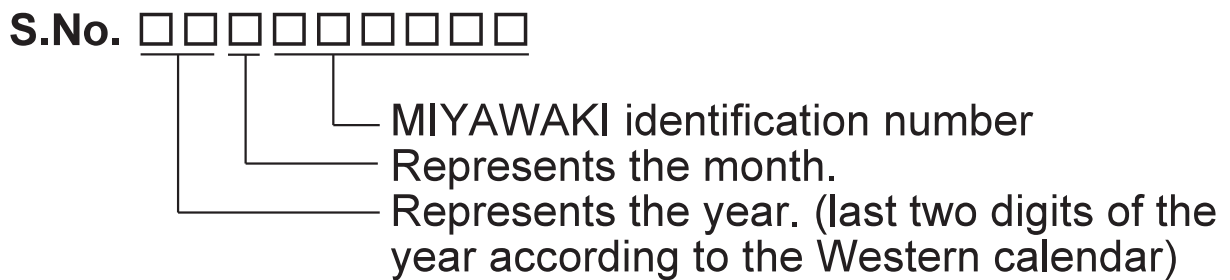 S.No. □□□□□□□□□
MIYAWAKI identification number
Represents the month.
Represents the year. (last two digits of the
year according to the Western calendar)